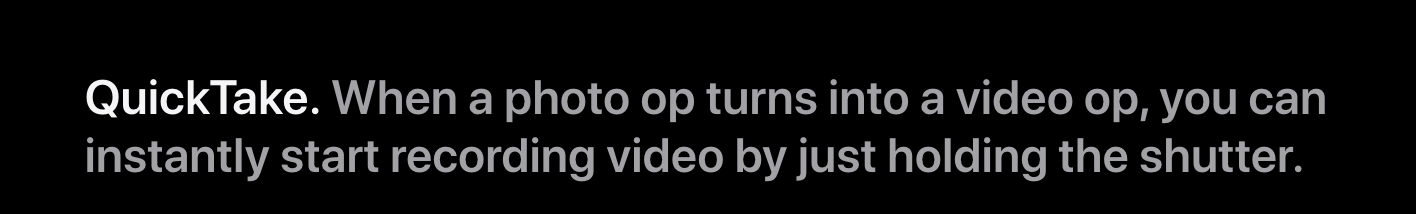 QuickTake. When a photo op turns into a video op, you can
instantly start recording video by just holding the shutter.